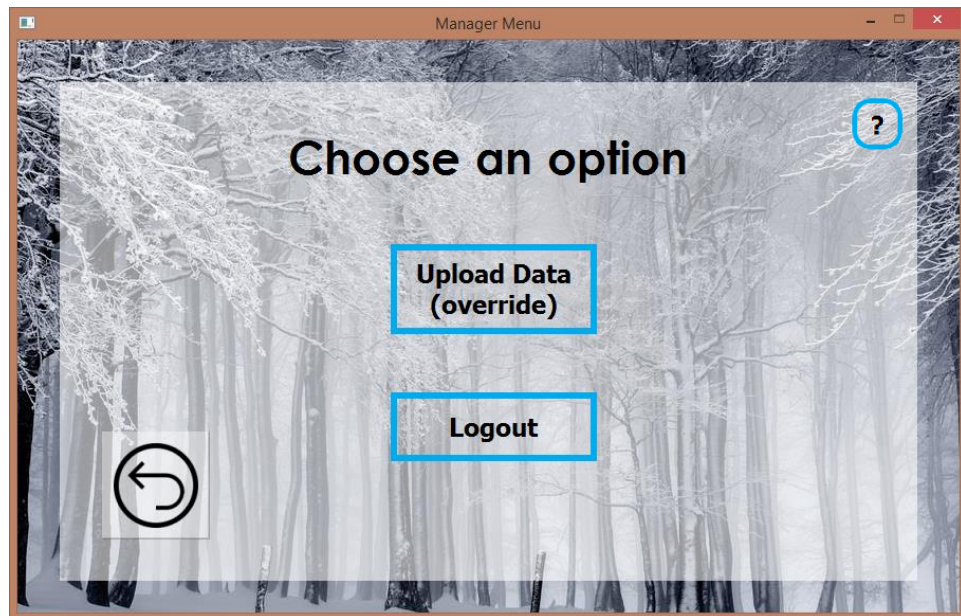 Manager Menu
?
Choose an option
Upload Data
(override)
Logout